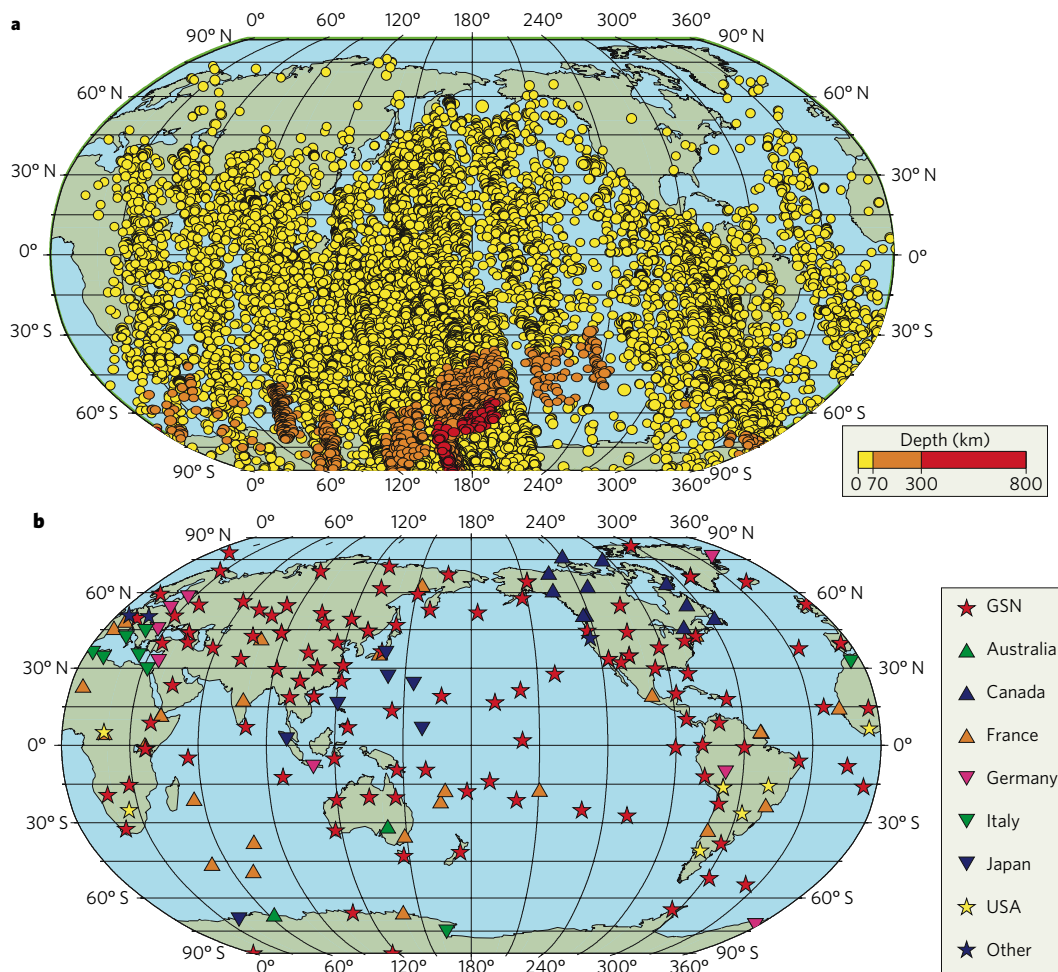 a
0° 60° 120° 180° 240° 300° 360°
90° N 90° N
60° N 60° N
30° N 30° N
0° 0°
30° S 30° S
60° S 60° S
90° S 90° S
0° 60° 120° 180° 240° 300° 360°
Depth (km)
0 70 300 800
b
0° 60° 120° 180° 240° 300° 360°
90° N 90° N
60° N 60° N
30° N 30° N
0° 0°
30° S 30° S
60° S 60° S
90° S 90° S
0° 60° 120° 180° 240° 300° 360°
GSN
Australia
Canada
France
Germany
Italy
Japan
USA
Other